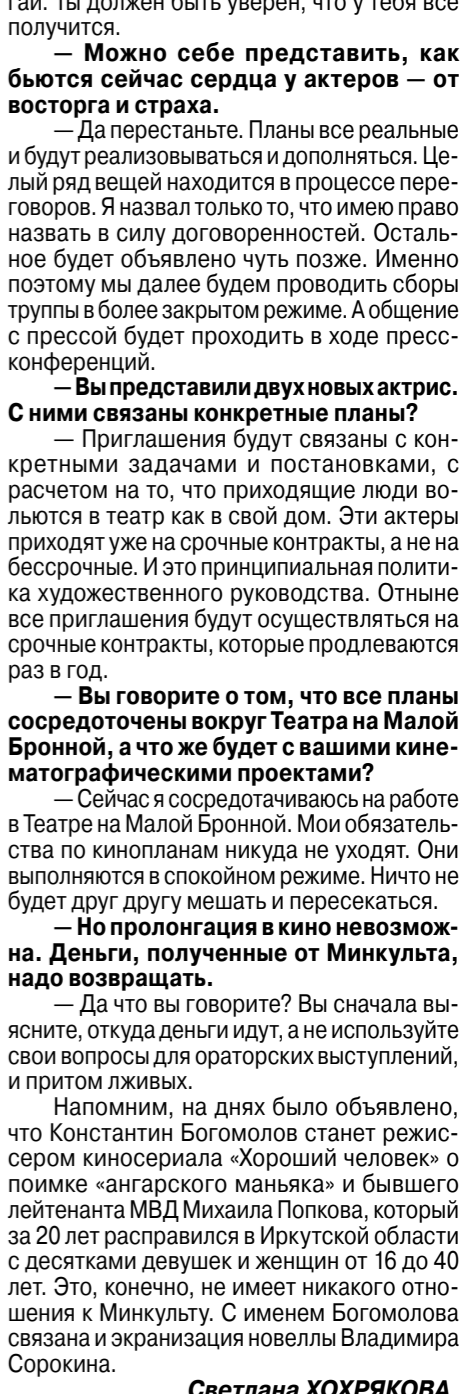 гай. Ты должен быть уверен, что у тебя все
получится.
— Можно себе представить, как
бьются сейчас сердца у актеров — от
восторга и страха.
— Да перестаньте. Планы все реальные
и будут реализовываться и дополняться. Це-
лый ряд вещей находится в процессе пере-
говоров. Я назвал только то, что имею право
назвать в силу договоренностей. Осталь-
ное будет объявлено чуть позже. Именно
поэтому мы далее будем проводить сборы
труппы в более закрытом режиме. А общение
с прессой будет проходить в ходе пресс-
конференций.
— Вы представили двух новых актрис.
С ними связаны конкретные планы?
— Приглашения будут связаны с кон-
кретными задачами и постановками, с
расчетом на то, что приходящие люди во-
льются в театр как в свой дом. Эти актеры
приходят уже на срочные контракты, а не на
бессрочные. И это принципиальная полити-
ка художественного руководства. Отныне
все приглашения будут осуществляться на
срочные контракты, которые продлеваются
раз в год.
— Вы говорите о том, что все планы
сосредоточены вокруг Театра на Малой
Бронной, а что же будет с вашими кине-
матографическими проектами?
— Сейчас я сосредотачиваюсь на работе
в Театре на Малой Бронной. Мои обязатель-
ства по кинопланам никуда не уходят. Они
выполняются в спокойном режиме. Ничто не
будет друг другу мешать и пересекаться.
— Но пролонгация в кино невозмож-
на. Деньги, полученные от Минкульта,
надо возвращать.
— Да что вы говорите? Вы сначала вы-
ясните, откуда деньги идут, а не используйте
свои вопросы для ораторских выступлений,
и притом лживых.
Напомним, на днях было объявлено,
что Константин Богомолов станет режис-
сером киносериала «Хороший человек» о
поимке «ангарского маньяка» и бывшего
лейтенанта МВД Михаила Попкова, который
за 20 лет расправился в Иркутской области
с десятками девушек и женщин от 16 до 40
лет. Это, конечно, не имеет никакого отно-
шения к Минкульту. С именем Богомолова
связана и экранизация новеллы Владимира
Сорокина.
Светлана ХОХРЯКОВА.